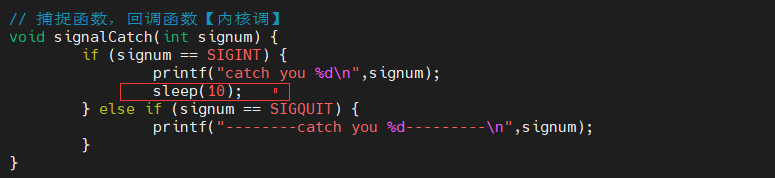 // 捕捉函数，回调函数【内核调】
void signalCatch(int signum) {
        if (signum == SIGINT) {
                printf("catch you %d\n",signum);
                sleep(10);
        } else if (signum == SIGQUIT) {
                printf("--------catch you %d---------\n",signum);
        }
}